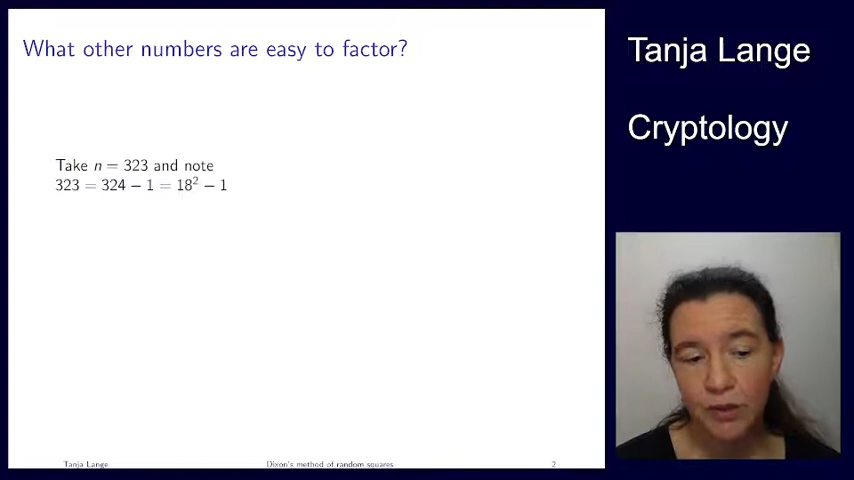 What other numbers are easy to factor?
Take n = 323 and note
323 = 324 − 1 = 18² − 1
Tanja Lange
Dixon's method of random squares
2
Tanja Lange
Cryptology